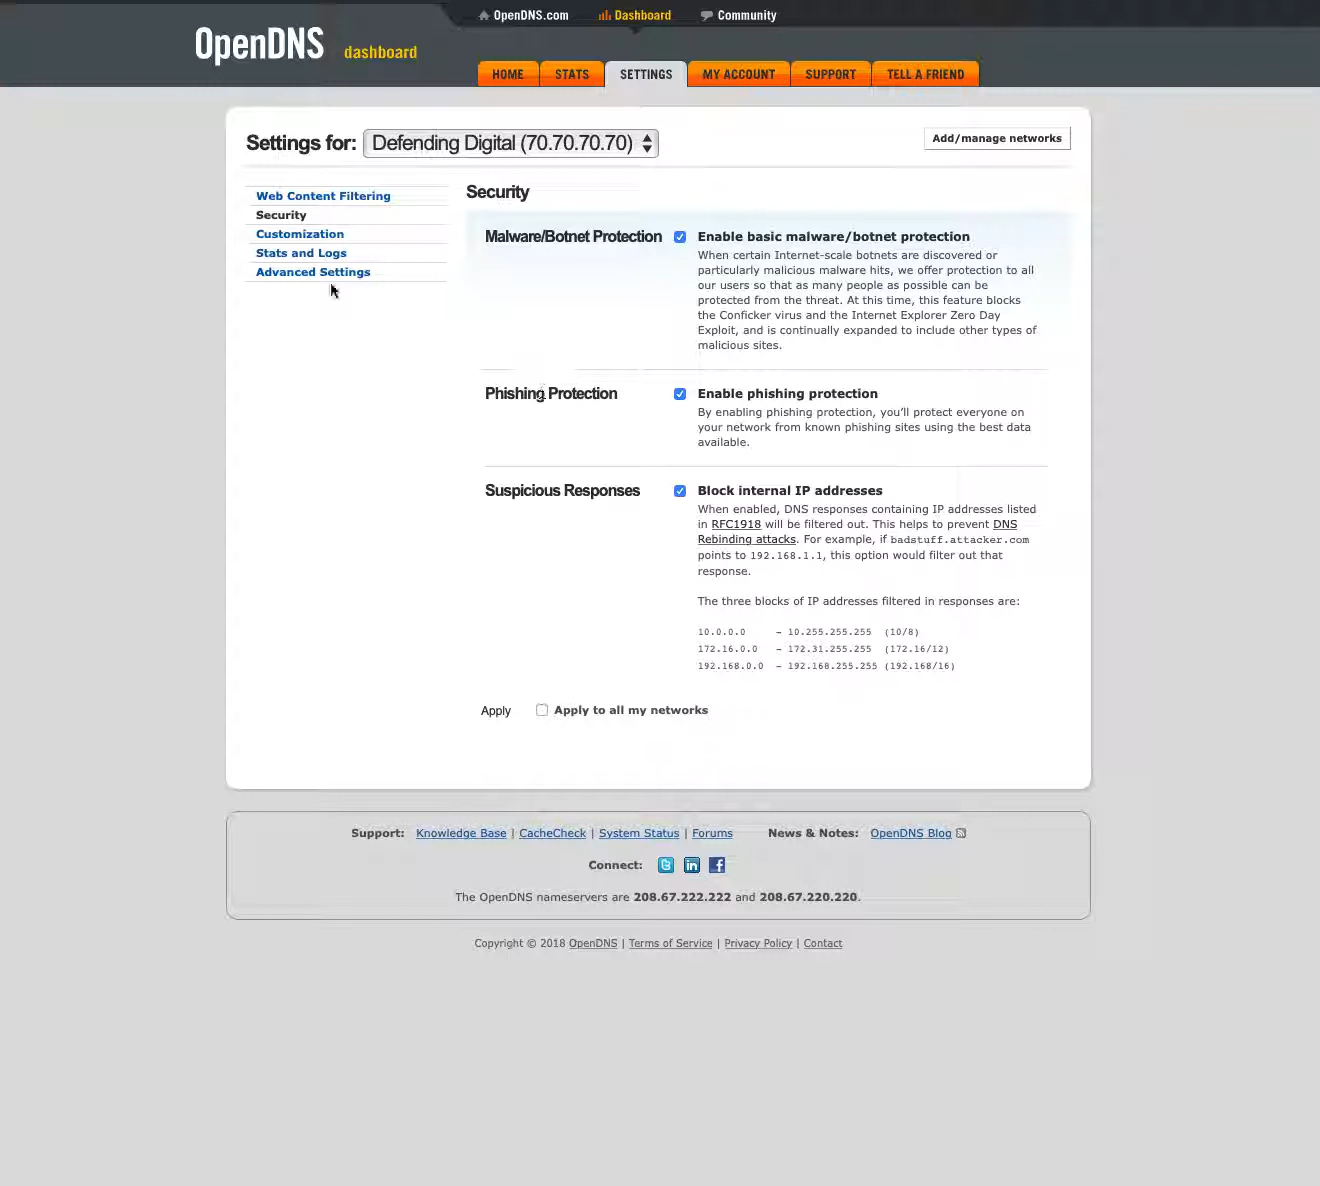 OpenDNS.com Dashboard Community
OpenDNS dashboard
HOME STATS SETTINGS MY ACCOUNT SUPPORT TELL A FRIEND
Settings for: Defending Digital (70.70.70.70) Add/manage networks
Web Content Filtering
Security
Customization
Stats and Logs
Advanced Settings
Security
Malware/Botnet Protection Enable basic malware/botnet protection
When certain Internet-scale botnets are discovered or
particularly malicious malware hits, we offer protection to all
our users so that as many people as possible can be
protected from the threat. At this time, this feature blocks
the Conficker virus and the Internet Explorer Zero Day
Exploit, and is continually expanded to include other types of
malicious sites.
Phishing Protection Enable phishing protection
By enabling phishing protection, you'll protect everyone on
your network from known phishing sites using the best data
available.
Suspicious Responses Block internal IP addresses
When enabled, DNS responses containing IP addresses listed
in RFC1918 will be filtered out. This helps to prevent DNS
Rebinding attacks. For example, if badstuff.attacker.com
points to 192.168.1.1, this option would filter out that
response.
The three blocks of IP addresses filtered in responses are:
10.0.0.0 - 10.255.255.255 (10/8)
172.16.0.0 - 172.31.255.255 (172.16/12)
192.168.0.0 - 192.168.255.255 (192.168/16)
Apply Apply to all my networks
Support: Knowledge Base | CacheCheck | System Status | Forums News & Notes: OpenDNS Blog
Connect:
The OpenDNS nameservers are 208.67.222.222 and 208.67.220.220.
Copyright © 2018 OpenDNS | Terms of Service | Privacy Policy | Contact